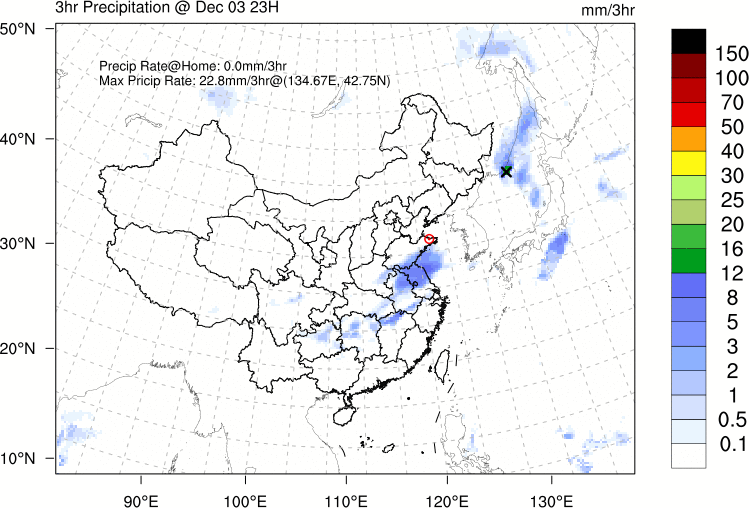 3hr Precipitation @ Dec 03 23H
mm/3hr
Precip Rate@Home: 0.0mm/3hr
Max Pricip Rate: 22.8mm/3hr@(134.67E, 42.75N)
50°N
40°N
30°N
20°N
10°N
90°E
100°E
110°E
120°E
130°E
150
100
70
50
40
30
25
20
16
12
8
5
3
2
1
0.5
0.1